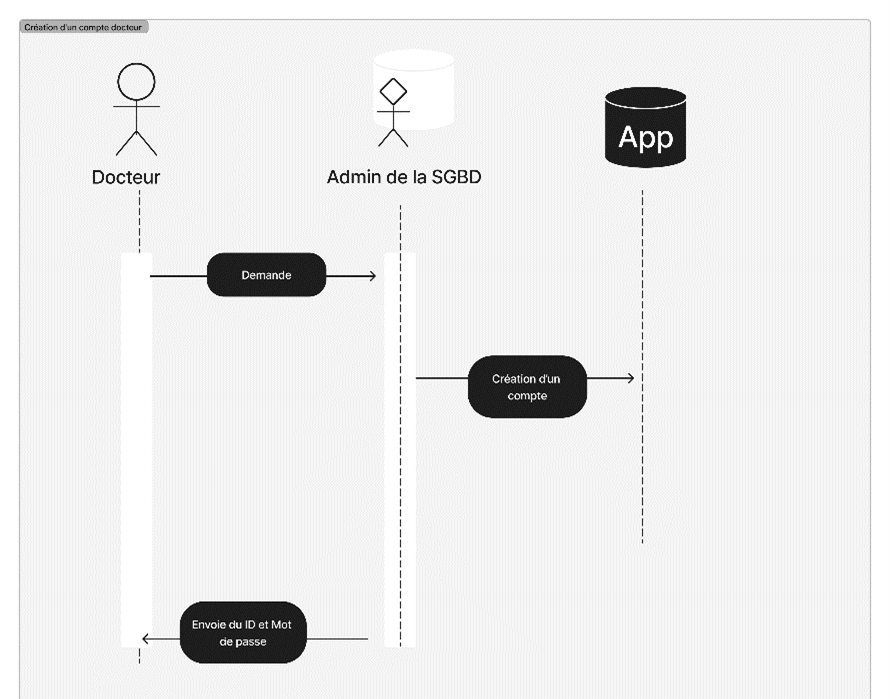 Création d'un compte docteur
App
Docteur
Admin de la SGBD
Demande
Création d'un
compte
Envoie du ID et Mot
de passe